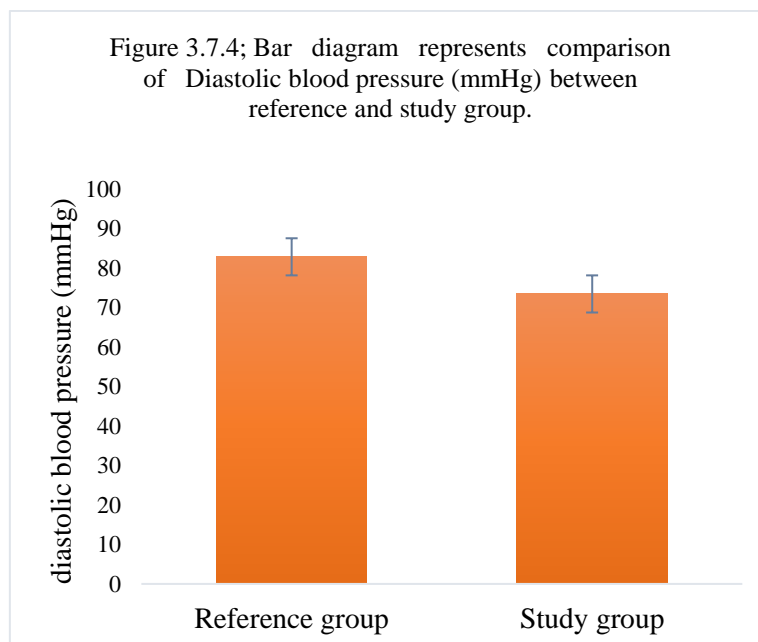 Figure 3.7.4; Bar diagram represents comparison
of Diastolic blood pressure (mmHg) between
reference and study group.
diastolic blood pressure (mmHg)
100
90
80
70
60
50
40
30
20
10
0
Reference group
Study group